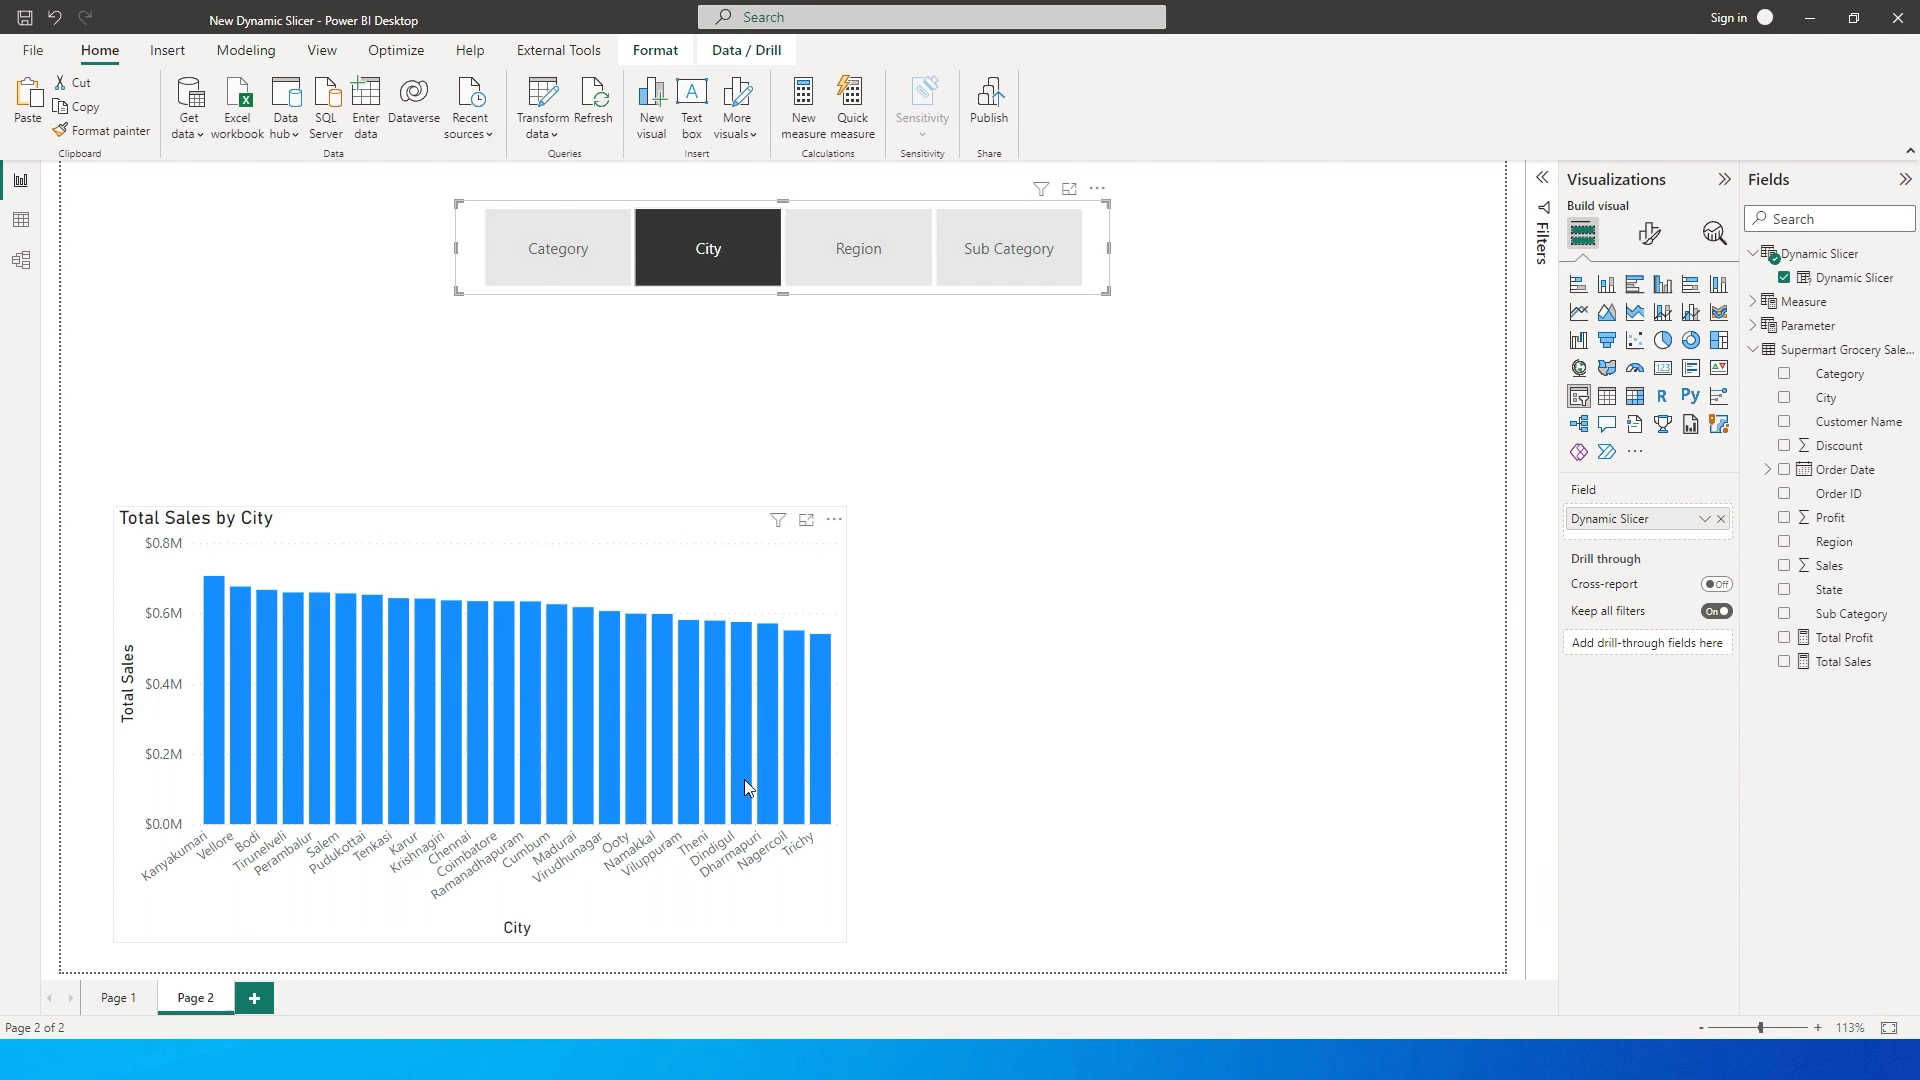 New Dynamic Slicer - Power BI Desktop
Search
Sign in
File
Home
Insert
Modeling
View
Optimize
Help
External Tools
Format
Data / Drill
Paste
Cut
Copy
Format painter
Clipboard
Get data
Excel workbook
Data hub
SQL Server
Enter data
Dataverse
Recent sources
Data
Transform data
Refresh
Queries
New visual
Text box
More visuals
Insert
New measure
Quick measure
Calculations
Sensitivity
Sensitivity
Publish
Share
Category
City
Region
Sub Category
Total Sales by City
$0.8M
$0.6M
$0.4M
$0.2M
$0.0M
Total Sales
Kanyakumari
Vellore
Bodi
Tirunelveli
Perambalur
Salem
Pudukottai
Tenkasi
Karur
Krishnagiri
Chennai
Coimbatore
Ramanadhapuram
Cumbum
Madurai
Virudhunagar
Ooty
Namakkal
Viluppuram
Theni
Dindigul
Dharmapuri
Nagercoil
Trichy
City
Filters
Visualizations
Build visual
123
R
Py
Field
Dynamic Slicer
Drill through
Cross-report
Off
Keep all filters
On
Add drill-through fields here
Fields
Search
Dynamic Slicer
Dynamic Slicer
Measure
Parameter
Supermart Grocery Sale...
Category
City
Customer Name
Discount
Order Date
Order ID
Profit
Region
Sales
State
Sub Category
Total Profit
Total Sales
Page 1
Page 2
Page 2 of 2
113%